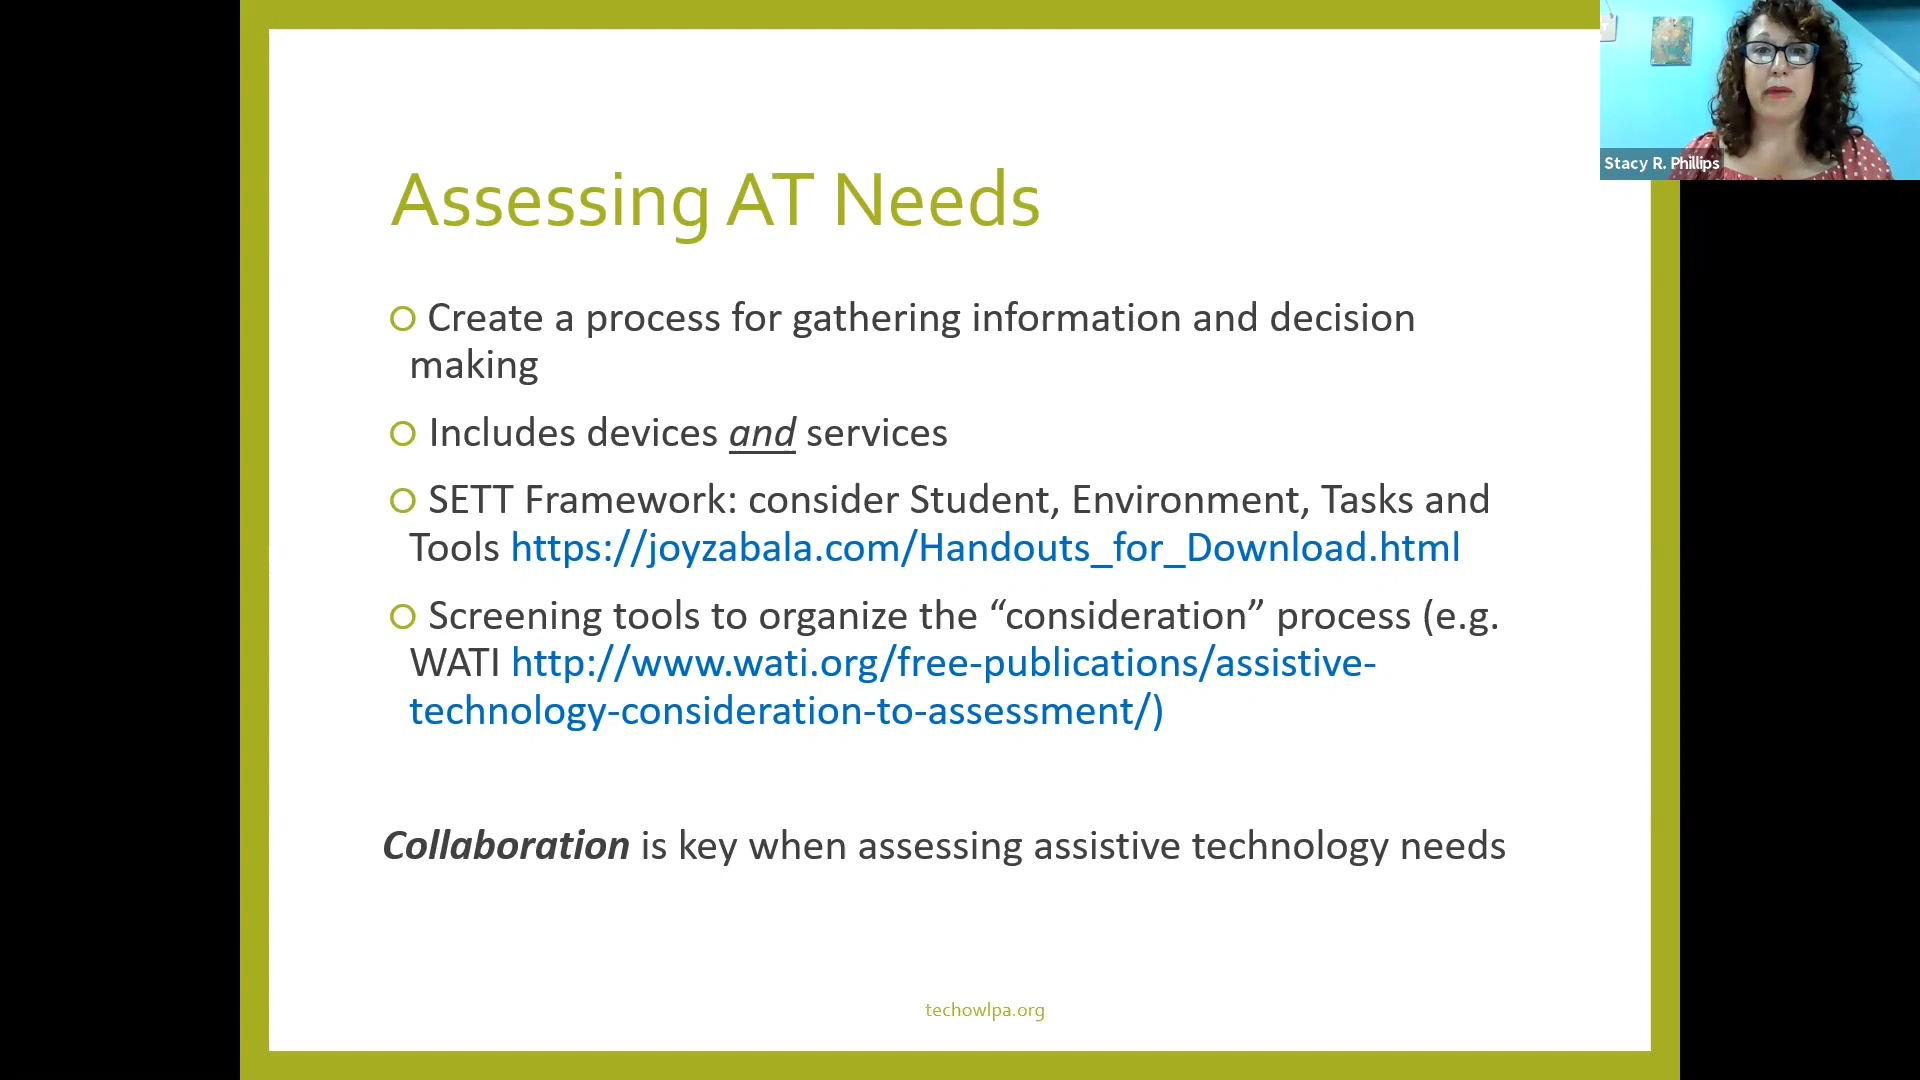 Assessing AT Needs
Create a process for gathering information and decision
making
Includes devices and services
SETT Framework: consider Student, Environment, Tasks and
Tools https://joyzabala.com/Handouts_for_Download.html
Screening tools to organize the “consideration” process (e.g.
WATI http://www.wati.org/free-publications/assistive-
technology-consideration-to-assessment/)
Collaboration is key when assessing assistive technology needs
techowlpa.org
Stacy R. Phillips